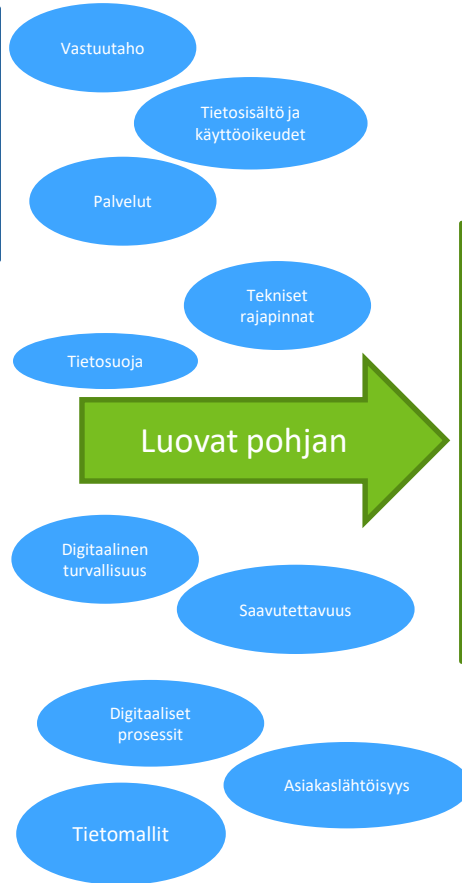 Vastuutaho
Tietosisältö ja
käyttöoikeudet
Palvelut
Tekniset
rajapinnat
Tietosuoja
Luovat pohjan
Digitaalinen
turvallisuus
Saavutettavuus
Digitaaliset
prosessit
Asiakaslähtöisyys
Tietomallit